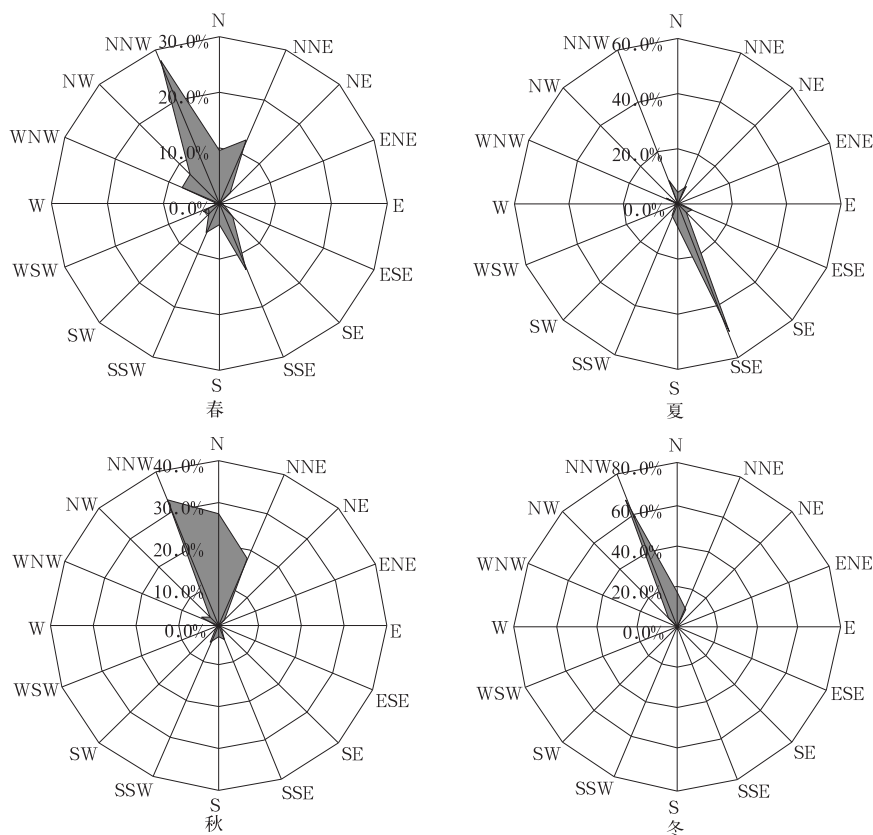 N
NNW 30.0% NNE
NW NE
20.0%
WNW ENE
10.0%
W 0.0% E
WSW ESE
SW SE
SSW SSE
S
春
N
NNW 60.0% NNE
NW NE
40.0%
WNW ENE
20.0%
W 0.0% E
WSW ESE
SW SE
SSW SSE
S
夏
N
NNW 40.0% NNE
NW 30.0% NE
WNW 20.0% ENE
10.0%
W 0.0% E
WSW ESE
SW SE
SSW SSE
S
秋
N
NNW 80.0% NNE
NW 60.0% NE
WNW 40.0% ENE
20.0%
W 0.0% E
WSW ESE
SW SE
SSW SSE
S
冬